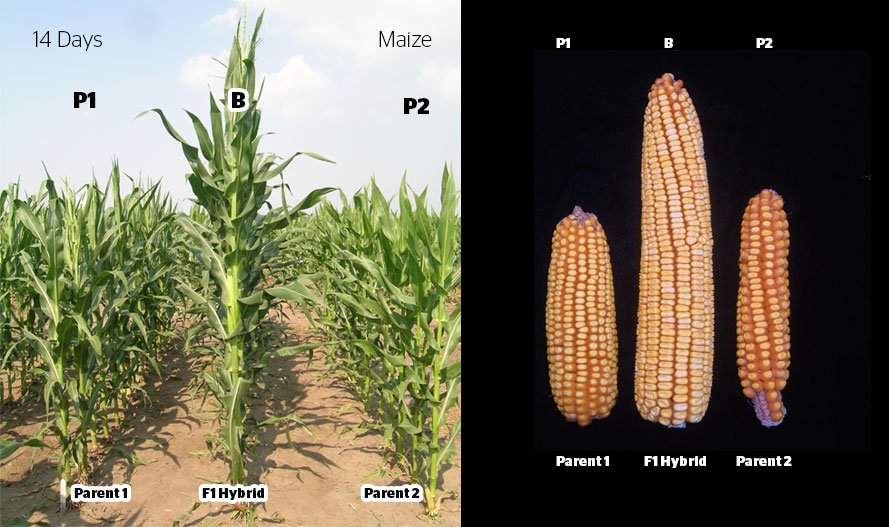 14 Days
Maize
P1
B
P2
Parent 1
F1 Hybrid
Parent 2
P1
B
P2
Parent 1
F1 Hybrid
Parent 2